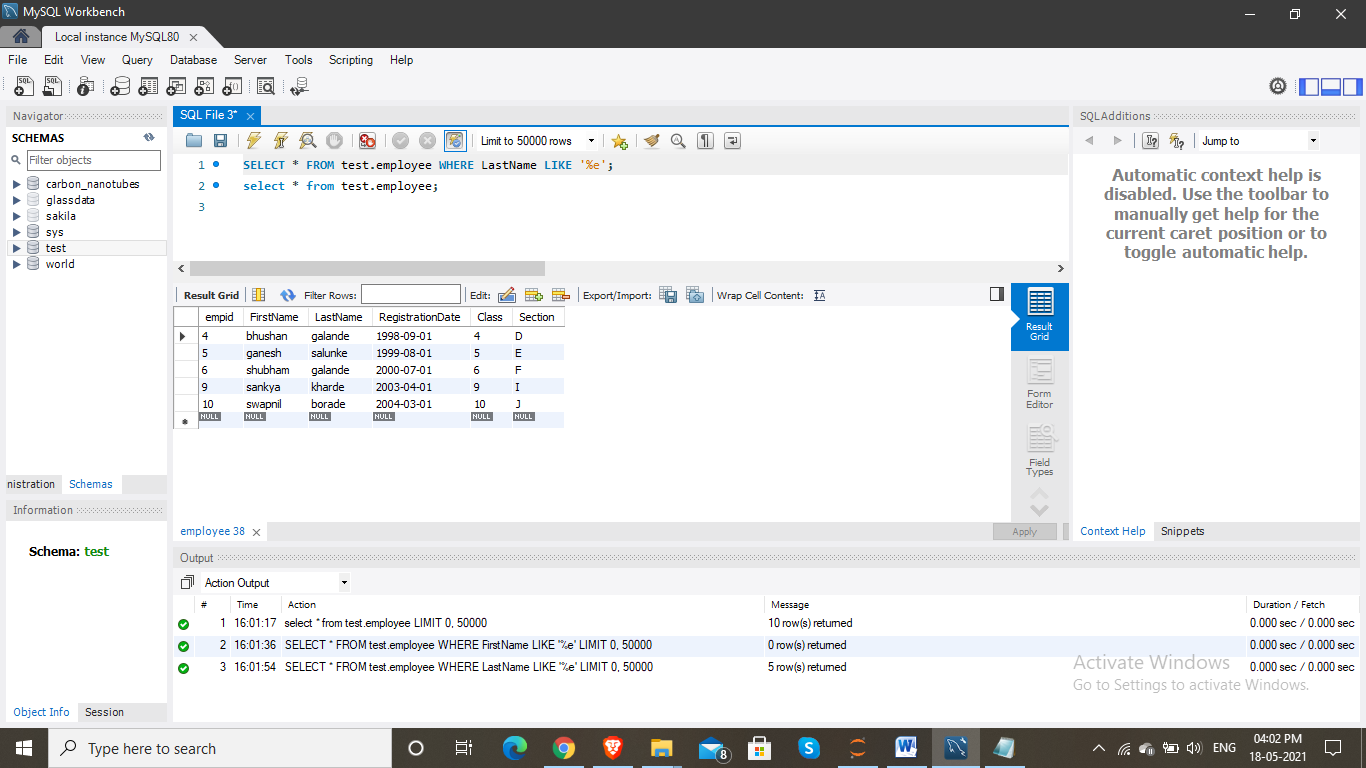 MySQL Workbench
Local instance MySQL80
File Edit View Query Database Server Tools Scripting Help
Navigator
SCHEMAS
Filter objects
carbon_nanotubes
glassdata
sakila
sys
test
world
nistration Schemas
Information
Schema: test
Object Info Session
SQL File 3*
Limit to 50000 rows
1 SELECT * FROM test.employee WHERE LastName LIKE '%e';
2 select * from test.employee;
3
Result Grid Filter Rows: Edit: Export/Import: Wrap Cell Content:
empid FirstName LastName RegistrationDate Class Section
4 bhushan galande 1998-09-01 4 D
5 ganesh salunke 1999-08-01 5 E
6 shubham galande 2000-07-01 6 F
9 sankya kharde 2003-04-01 9 I
10 swapnil borade 2004-03-01 10 J
NULL NULL NULL NULL NULL NULL
Result
Grid
Form
Editor
Field
Types
employee 38
Apply
SQLAdditions
Jump to
Automatic context help is
disabled. Use the toolbar to
manually get help for the
current caret position or to
toggle automatic help.
Context Help Snippets
Output
Action Output
# Time Action Message Duration / Fetch
1 16:01:17 select * from test.employee LIMIT 0, 50000 10 row(s) returned 0.000 sec / 0.000 sec
2 16:01:36 SELECT * FROM test.employee WHERE FirstName LIKE '%e' LIMIT 0, 50000 0 row(s) returned 0.000 sec / 0.000 sec
3 16:01:54 SELECT * FROM test.employee WHERE LastName LIKE '%e' LIMIT 0, 50000 5 row(s) returned 0.000 sec / 0.000 sec
Activate Windows
Go to Settings to activate Windows.
Type here to search
8
ENG
04:02 PM
18-05-2021